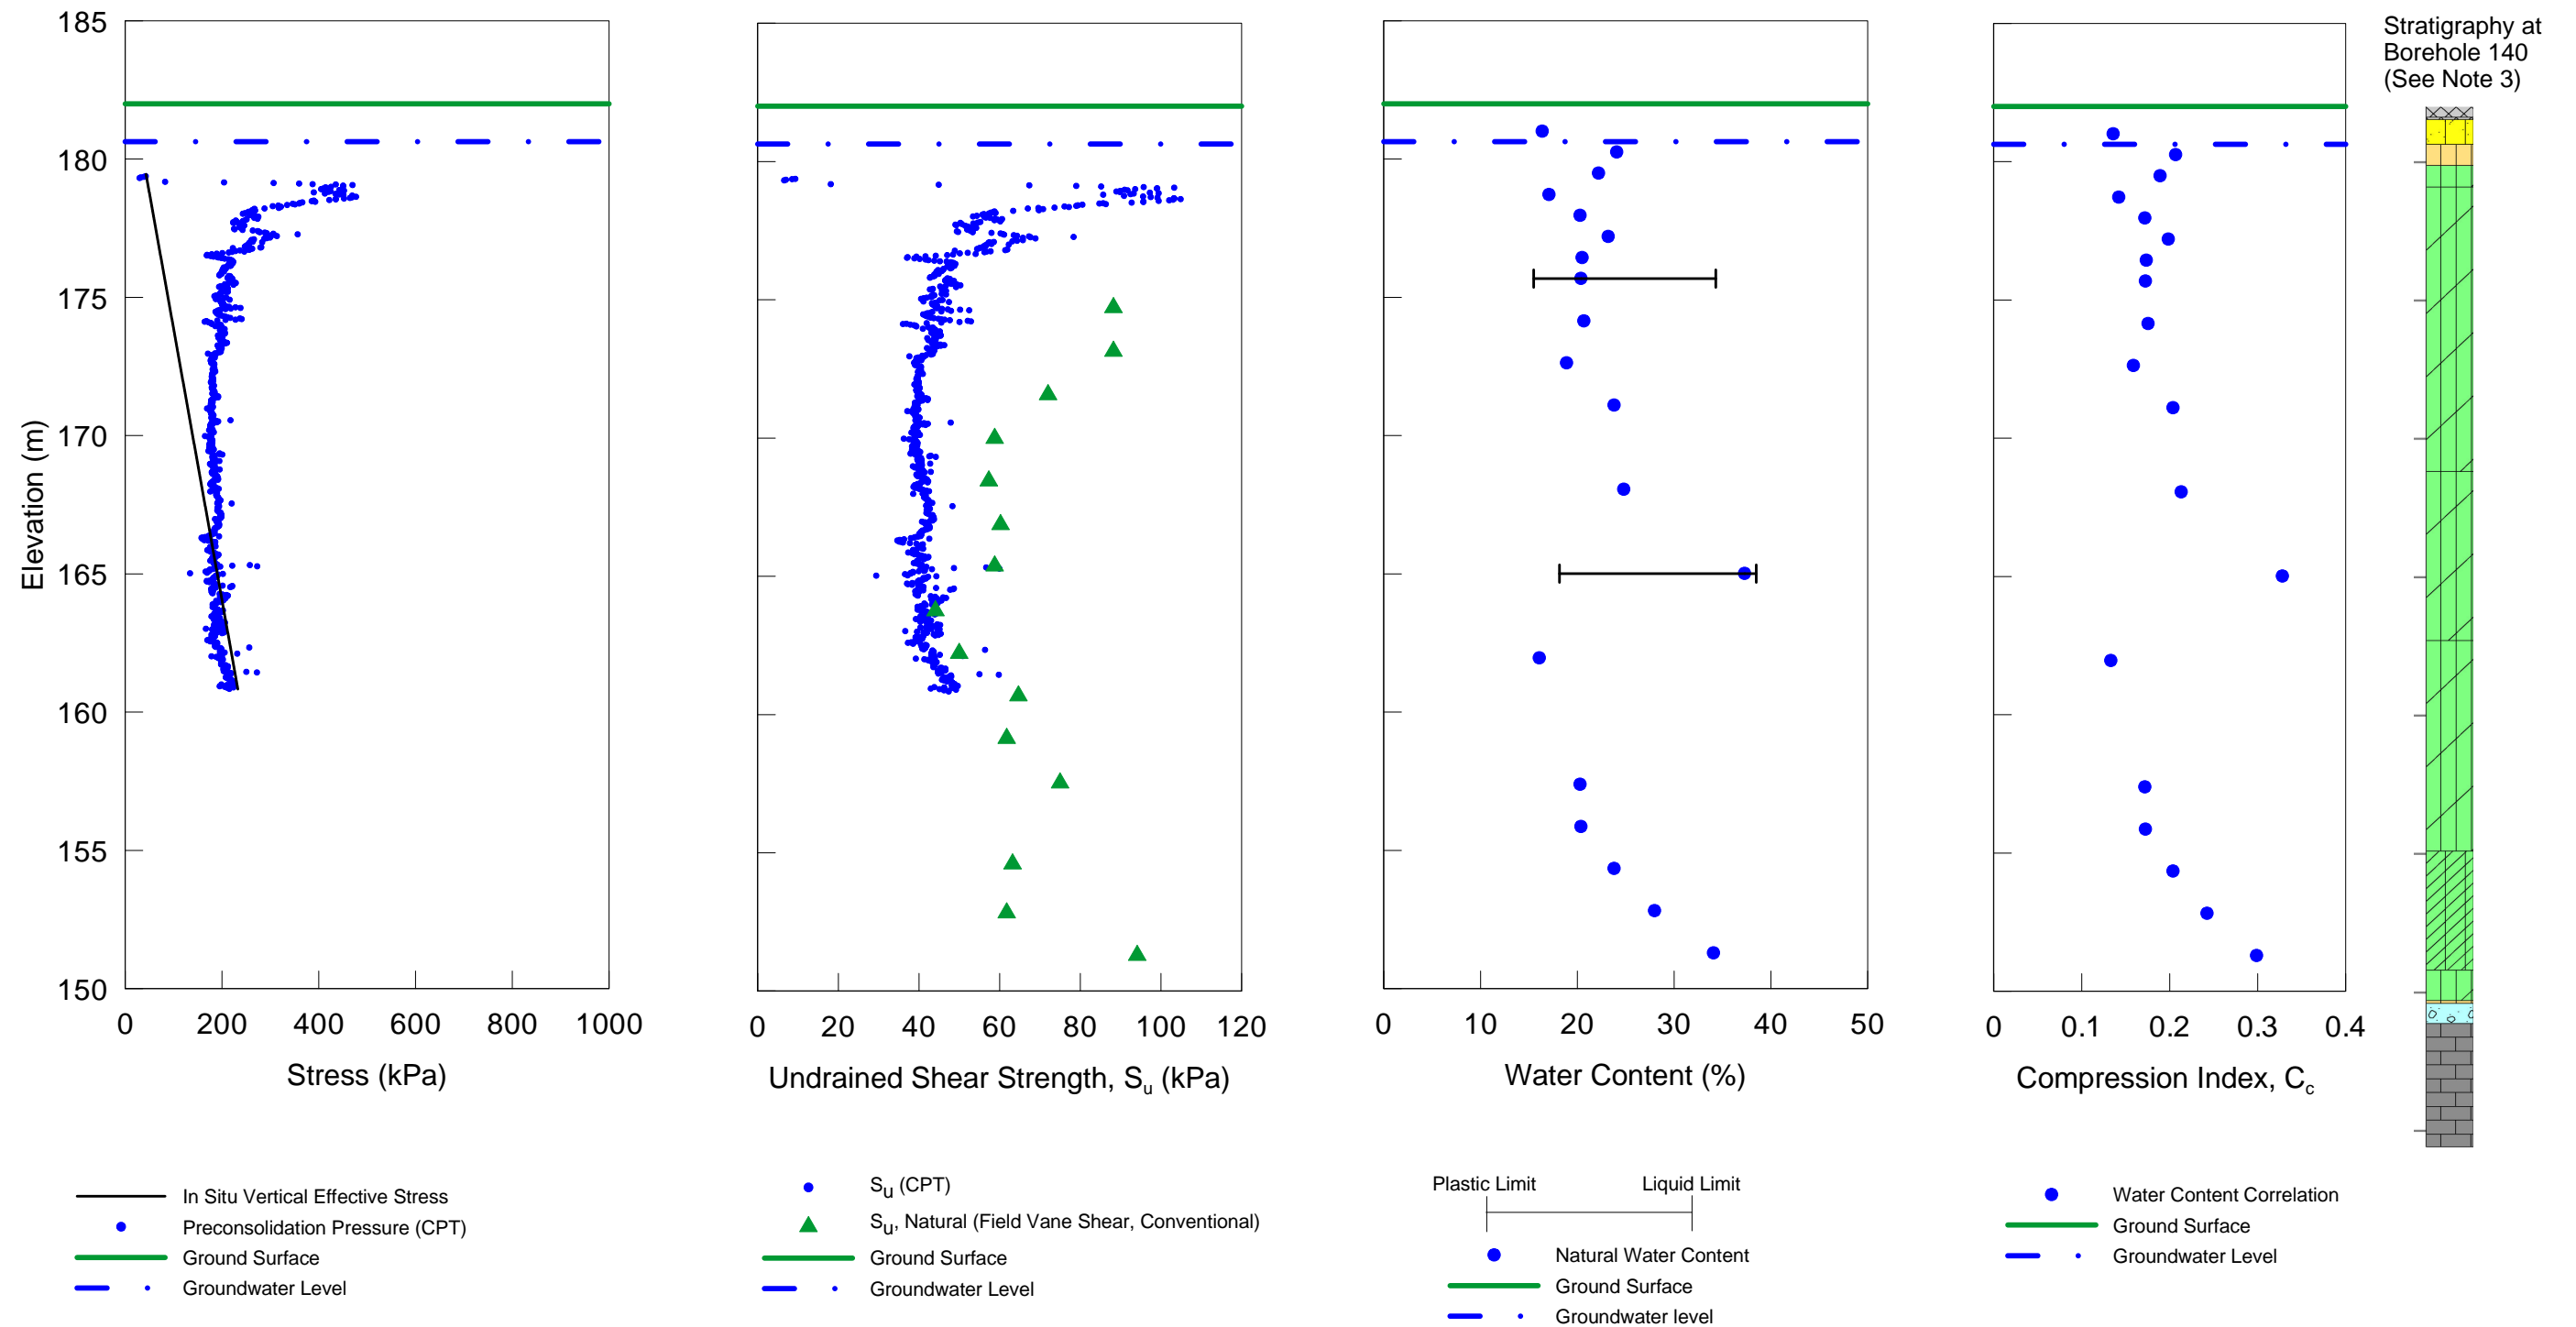 Stratigraphy at
Borehole 140
(See Note 3)
185
180
175
170
165
160
155
150
Elevation (m)
0 200 400 600 800 1000
Stress (kPa)
0 20 40 60 80 100 120
Undrained Shear Strength, Su (kPa)
0 10 20 30 40 50
Water Content (%)
0 0.1 0.2 0.3 0.4
Compression Index, Cc
In Situ Vertical Effective Stress
Preconsolidation Pressure (CPT)
Ground Surface
Groundwater Level
Su (CPT)
Su, Natural (Field Vane Shear, Conventional)
Ground Surface
Groundwater Level
Plastic Limit Liquid Limit
Natural Water Content
Ground Surface
Groundwater level
Water Content Correlation
Ground Surface
Groundwater Level